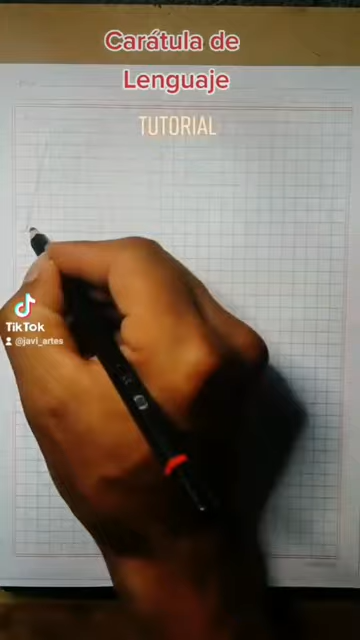 Carátula de
Lenguaje
TUTORIAL
TikTok
@javi_artes